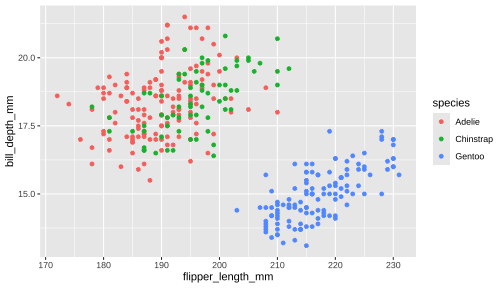 20.0
17.5
15.0
bill_depth_mm
170
180
190
200
210
220
230
flipper_length_mm
species
Adelie
Chinstrap
Gentoo